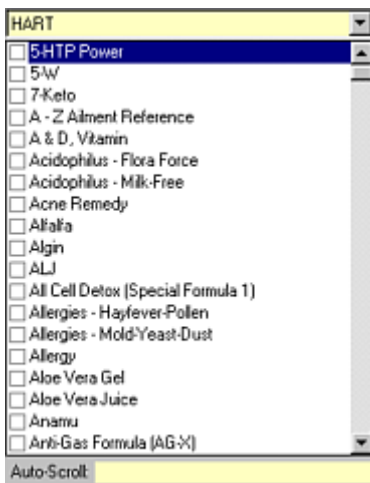 HART
5-HTP Power
5-W
7-Keto
A - Z Ailment Reference
A & D, Vitamin
Acidophilus - Flora Force
Acidophilus - Milk-Free
Acne Remedy
Alfalfa
Algin
ALJ
All Cell Detox (Special Formula 1)
Allergies - Hayfever-Pollen
Allergies - Mold-Yeast-Dust
Allergy
Aloe Vera Gel
Aloe Vera Juice
Anamu
Anti-Gas Formula (AG-X)
Auto-Scroll: